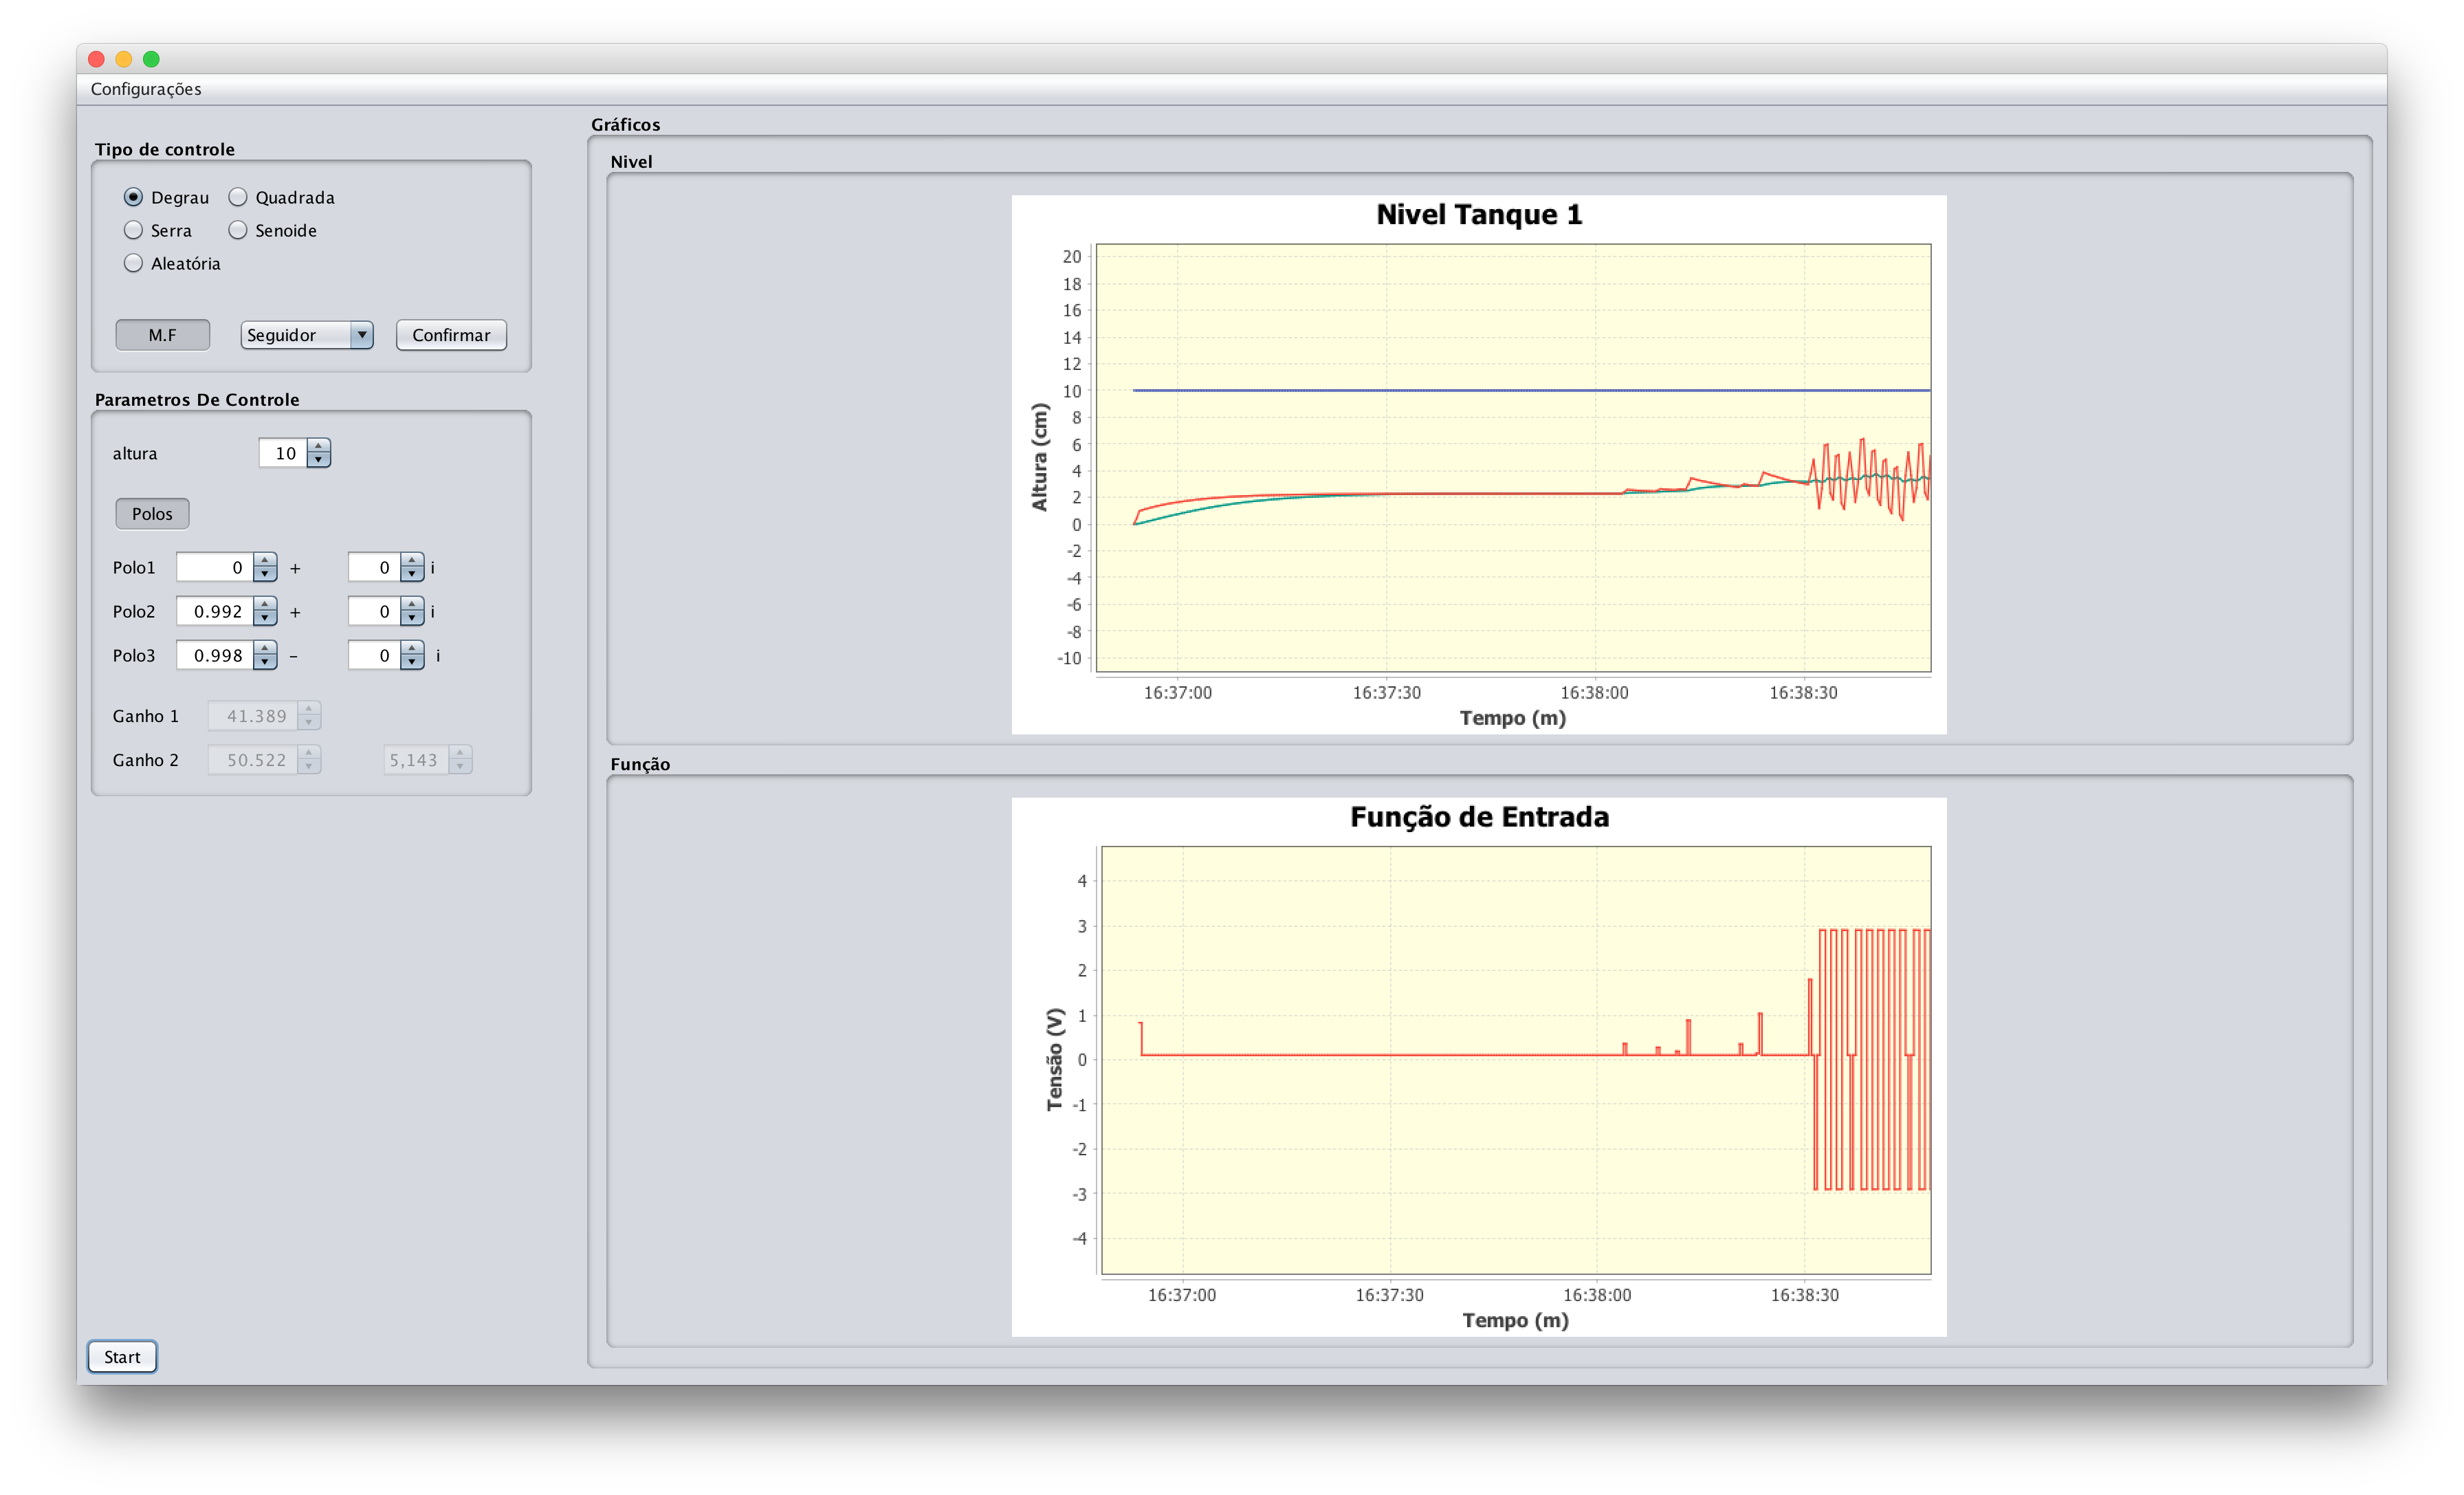 Configurações
Tipo de controle
Degrau Quadrada
Serra Senoide
Aleatória
M.F Seguidor Confirmar
Parametros De Controle
altura 10
Polos
Polo1 0 + 0 i
Polo2 0.992 + 0 i
Polo3 0.998 - 0 i
Ganho 1 41.389
Ganho 2 50.522 5,143
Start
Gráficos
Nivel
Nivel Tanque 1
Altura (cm)
20
18
16
14
12
10
8
6
4
2
0
-2
-4
-6
-8
-10
16:37:00 16:37:30 16:38:00 16:38:30
Tempo (m)
Função
Função de Entrada
Tensão (V)
4
3
2
1
0
-1
-2
-3
-4
16:37:00 16:37:30 16:38:00 16:38:30
Tempo (m)